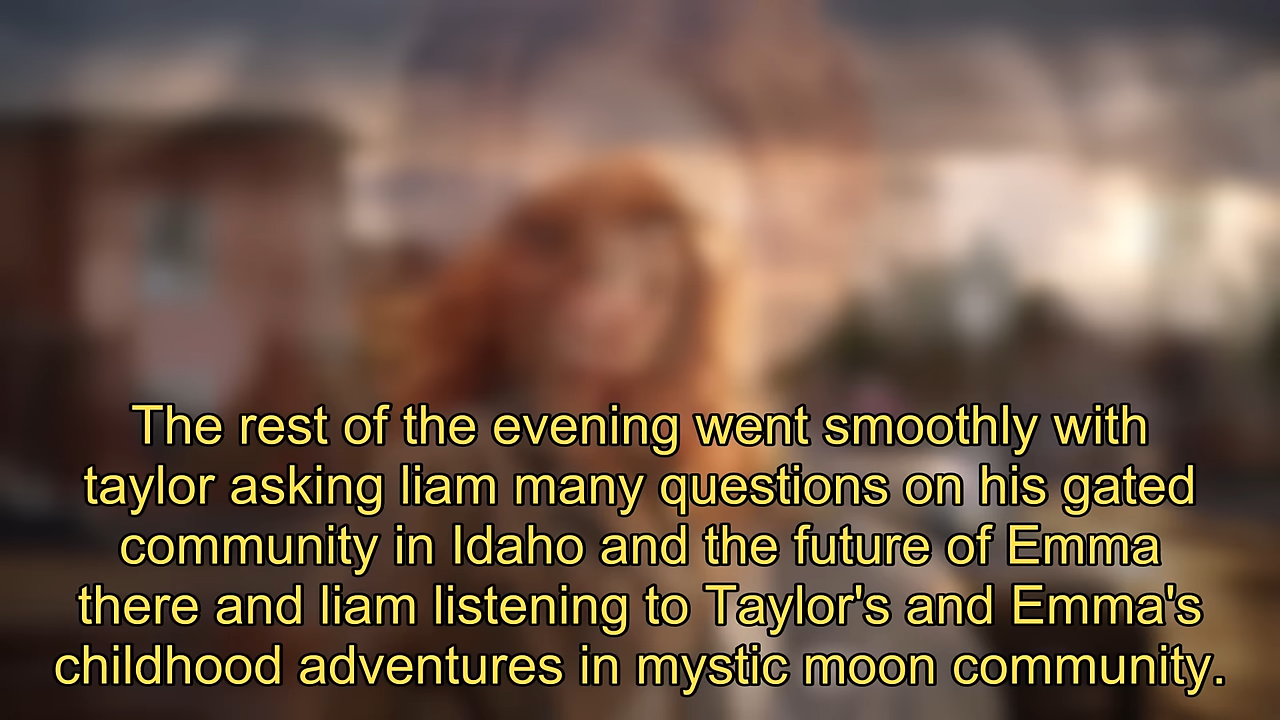 The rest of the evening went smoothly with
taylor asking liam many questions on his gated
community in Idaho and the future of Emma
there and liam listening to Taylor's and Emma's
childhood adventures in mystic moon community.